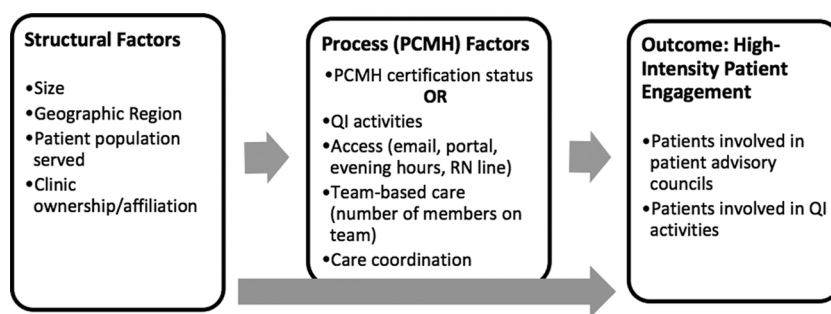 Structural Factors
•Size
•Geographic Region
•Patient population
served
•Clinic
ownership/affiliation
Process (PCMH) Factors
•PCMH certification status
OR
•QI activities
•Access (email, portal,
evening hours, RN line)
•Team-based care
(number of members on
team)
•Care coordination
Outcome: High-
Intensity Patient
Engagement
•Patients involved in
patient advisory
councils
•Patients involved in QI
activities